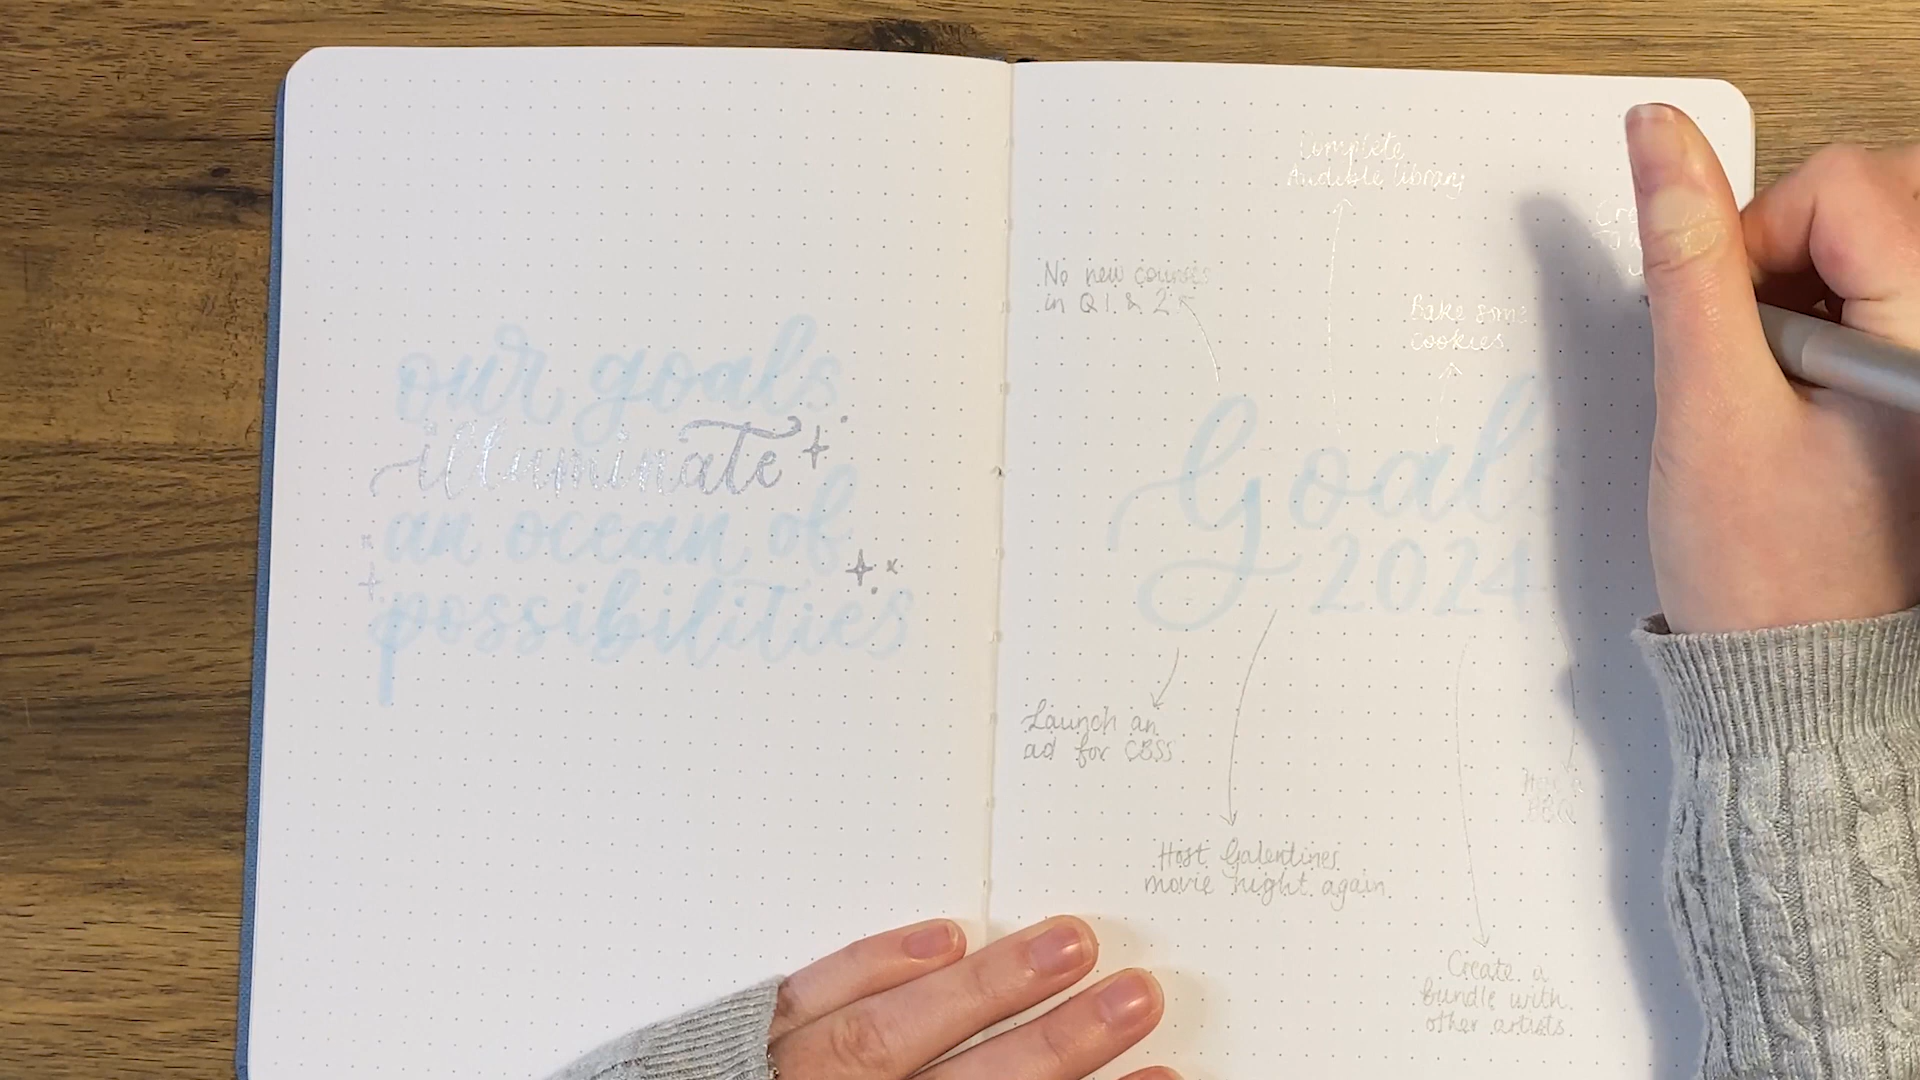 our goals
illuminate
an ocean of
possibilities
Complete
Audible library
No new courses
in Q1 & 2
Bake some
cookies
Goals
2024
Launch an
ad for CBSS
Host Galentines
movie night again
Create a
bundle with
other artists
BBQ